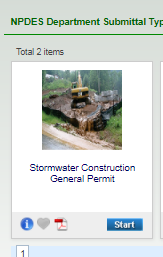 NPDES Department Submittal Typ
Total 2 items
Stormwater Construction
General Permit
Start
1